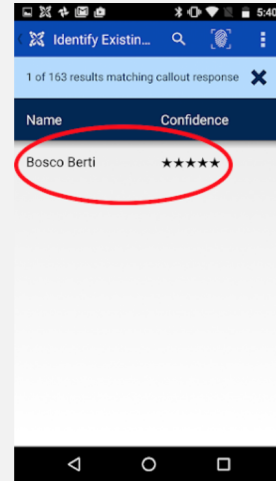 5:40
Identify Existin...
1 of 163 results matching callout response
Name Confidence
Bosco Berti ★★★★★